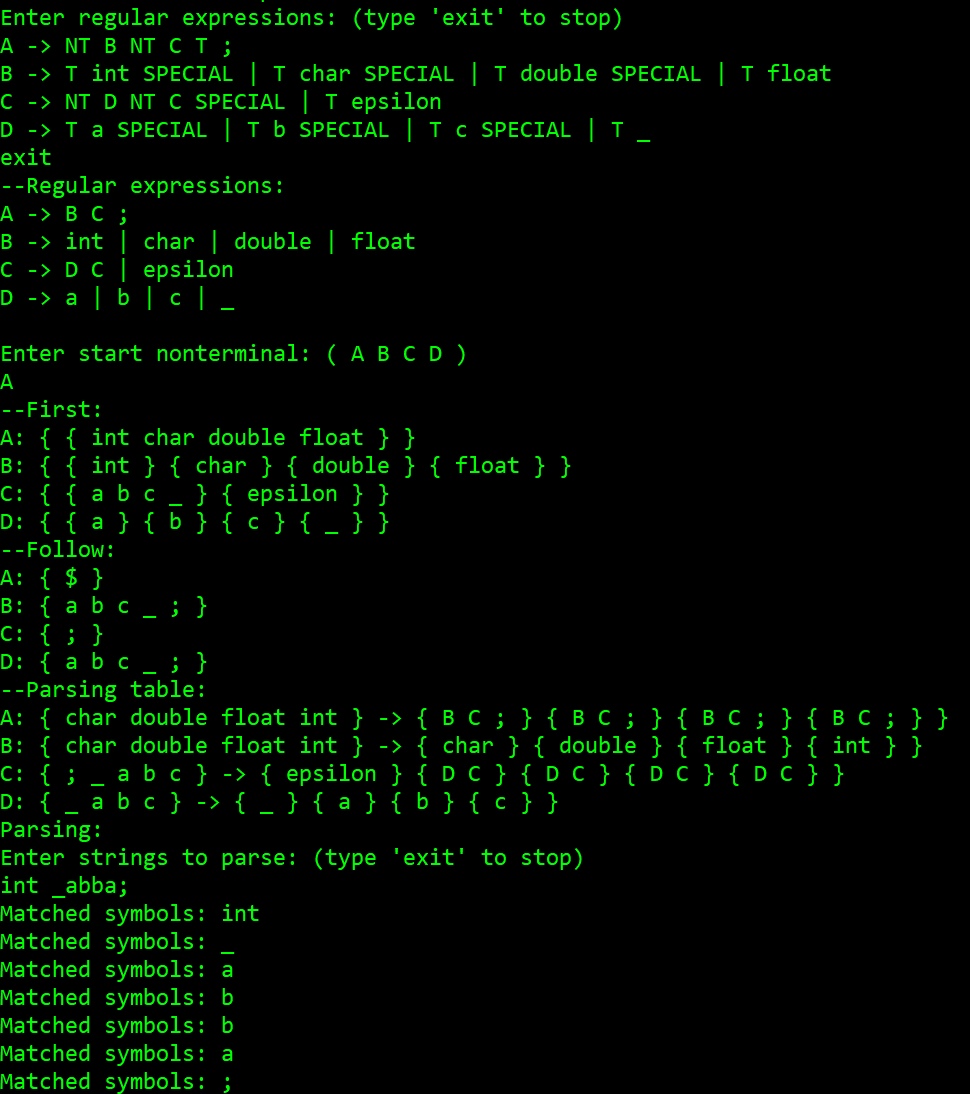 Enter regular expressions: (type 'exit' to stop)
A -> NT B NT C T ;
B -> T int SPECIAL | T char SPECIAL | T double SPECIAL | T float
C -> NT D NT C SPECIAL | T epsilon
D -> T a SPECIAL | T b SPECIAL | T c SPECIAL | T _
exit
--Regular expressions:
A -> B C ;
B -> int | char | double | float
C -> D C | epsilon
D -> a | b | c | _
Enter start nonterminal: ( A B C D )
A
--First:
A: { { int char double float } }
B: { { int } { char } { double } { float } }
C: { { a b c _ } { epsilon } }
D: { { a } { b } { c } { _ } }
--Follow:
A: { $ }
B: { a b c _ ; }
C: { ; }
D: { a b c _ ; }
--Parsing table:
A: { char double float int } -> { B C ; } { B C ; } { B C ; } { B C ; } }
B: { char double float int } -> { char } { double } { float } { int } }
C: { ; _ a b c } -> { epsilon } { D C } { D C } { D C } { D C } }
D: { _ a b c } -> { _ } { a } { b } { c } }
Parsing:
Enter strings to parse: (type 'exit' to stop)
int _abba;
Matched symbols: int
Matched symbols: _
Matched symbols: a
Matched symbols: b
Matched symbols: b
Matched symbols: a
Matched symbols: ;